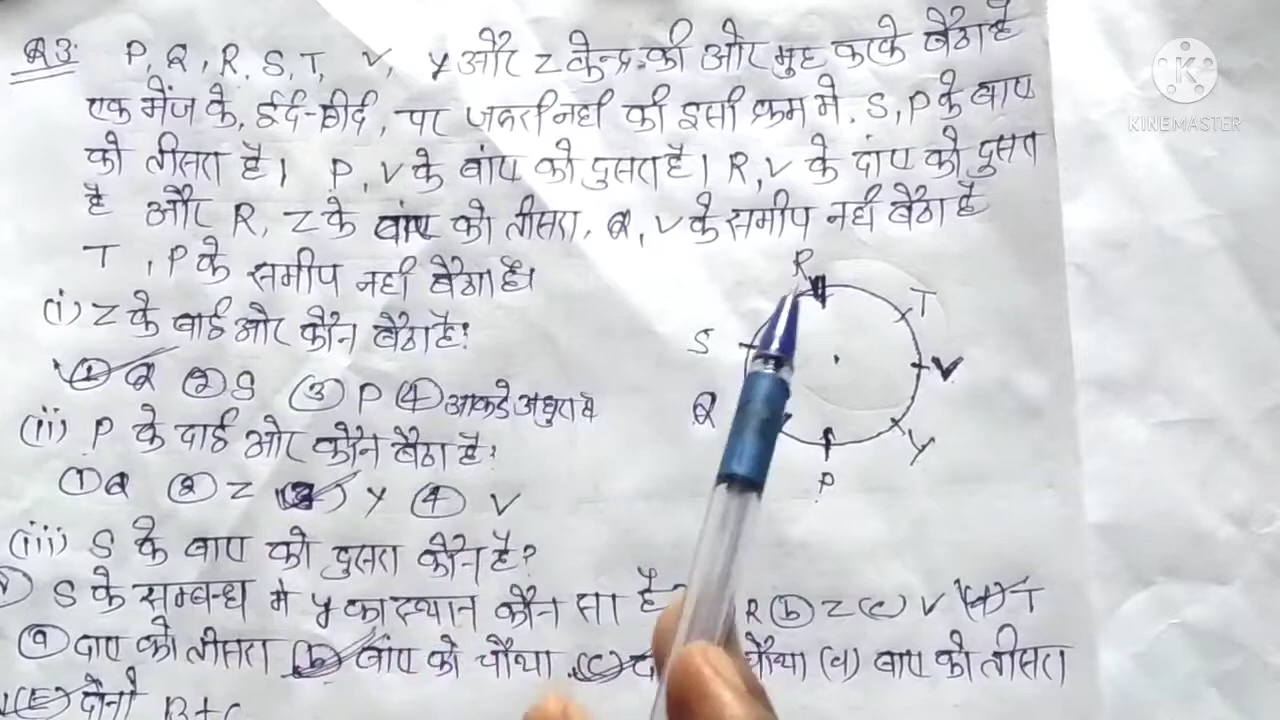 Q3. P, Q, R, S, T, V, y और Z केन्द्र की ओर मुह करके बैठा है
एक मेंज के, ईर्द-बीर्द, पर जरूरी नही की इसी क्रम मे. S, P के बाए
को तीसरा है। P, V के बांए को दुसरा है। R, V के दांए को दुसरा
है और R, Z के बांए को तीसरा, Q, V के समीप नही बैठा है
T, P के समीप नही बैठा है।
(i) Z के बाई ओर कौन बैठा है?
① Q ② S ③ P ④ आकडे अधुरा है
(ii) P के दाई ओर कौन बैठा है?
① Q ② Z ③ y ④ V
(iii) S के बाए को दुसरा कौन है?
R (b) Z (c) V (d) T
S के सम्बन्ध मे y का स्थान कौन सा है
(a) दाए को तीसरा (b) बांए को चौथा (c) चौथा (d) बाए को तीसरा
(E) दोनो B+C
R
T
S
V
Q
y
P
K
KINEMASTER